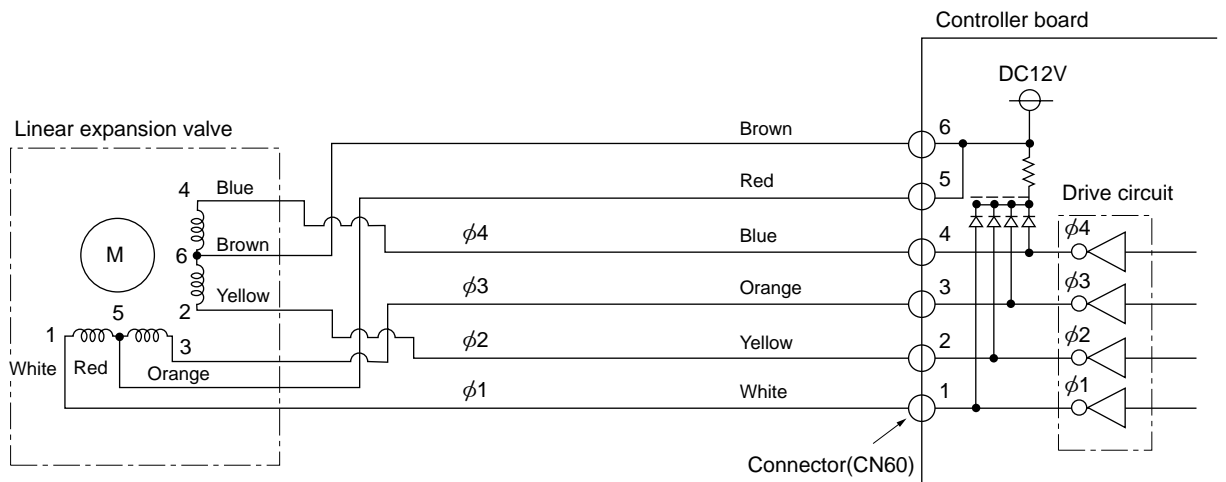 Controller board
DC12V
Linear expansion valve
Brown 6
4 Blue
Red 5
Drive circuit
ϕ4 Blue 4 ϕ4
M
6 Brown
ϕ3 Orange 3 ϕ3
2 Yellow
5
1 3
ϕ2 Yellow 2 ϕ2
White Red Orange
ϕ1 White 1 ϕ1
Connector(CN60)